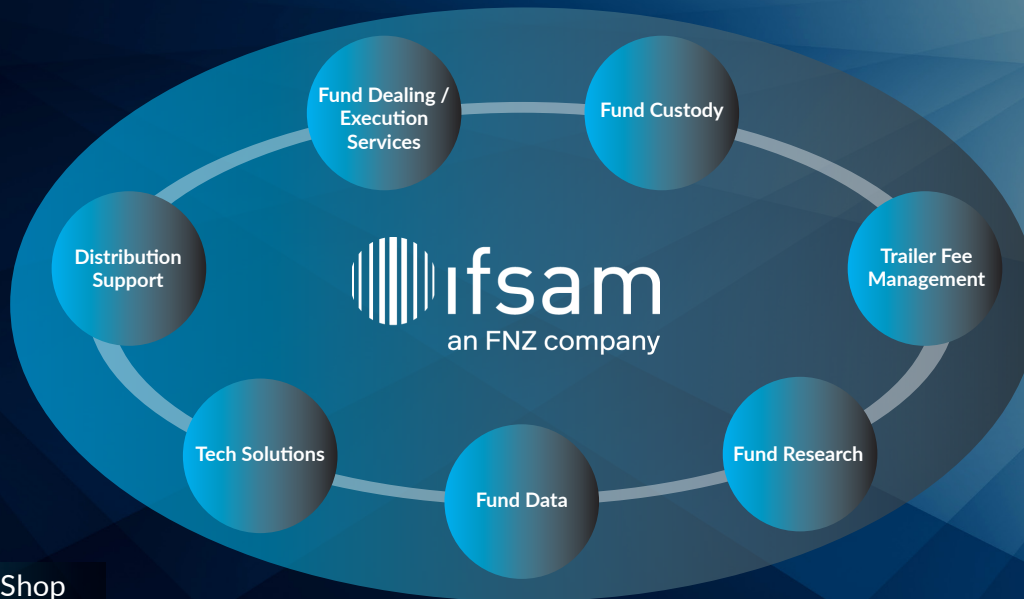 Fund Dealing /
Execution
Services
Fund Custody
Distribution
Support
Trailer Fee
Management
ifsam
an FNZ company
Tech Solutions
Fund Data
Fund Research
Shop